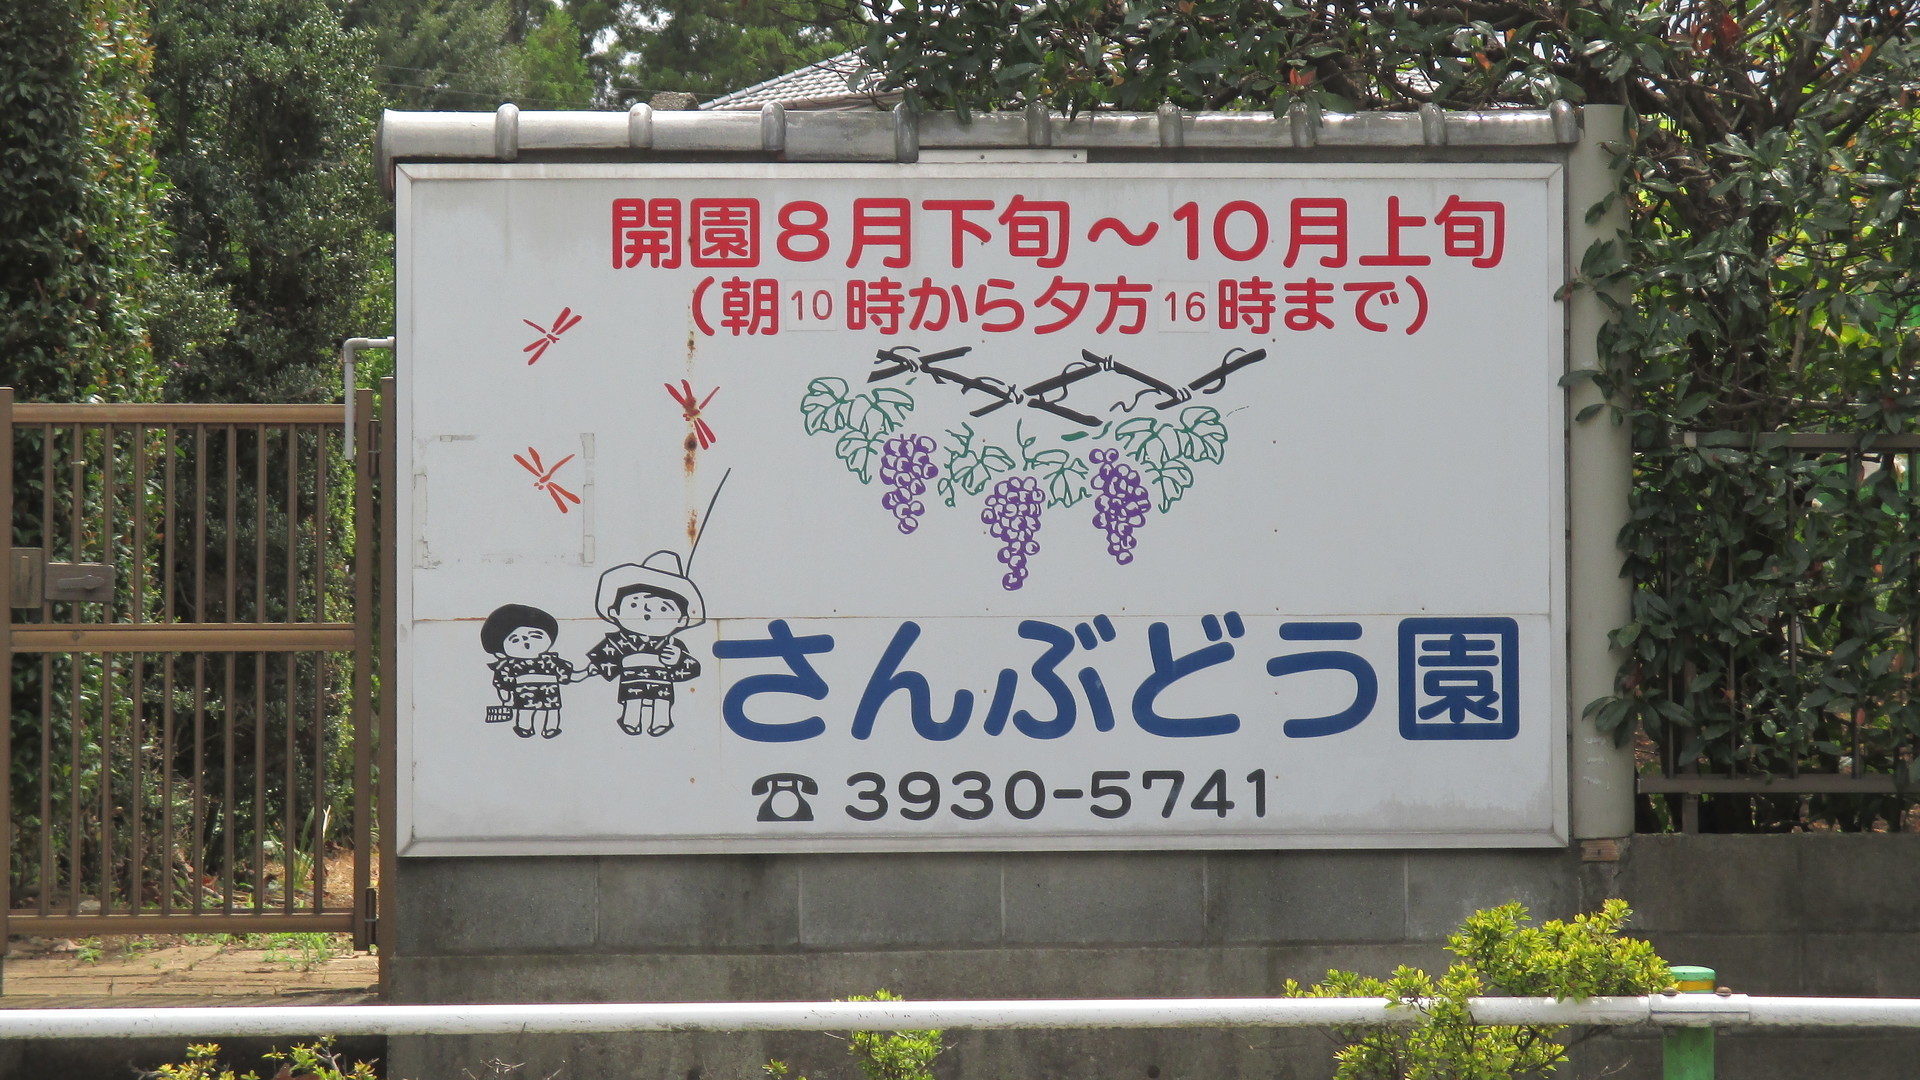 開園8月下旬～10月上旬
(朝10時から夕方16時まで)
さんぶどう園
☎3930-5741